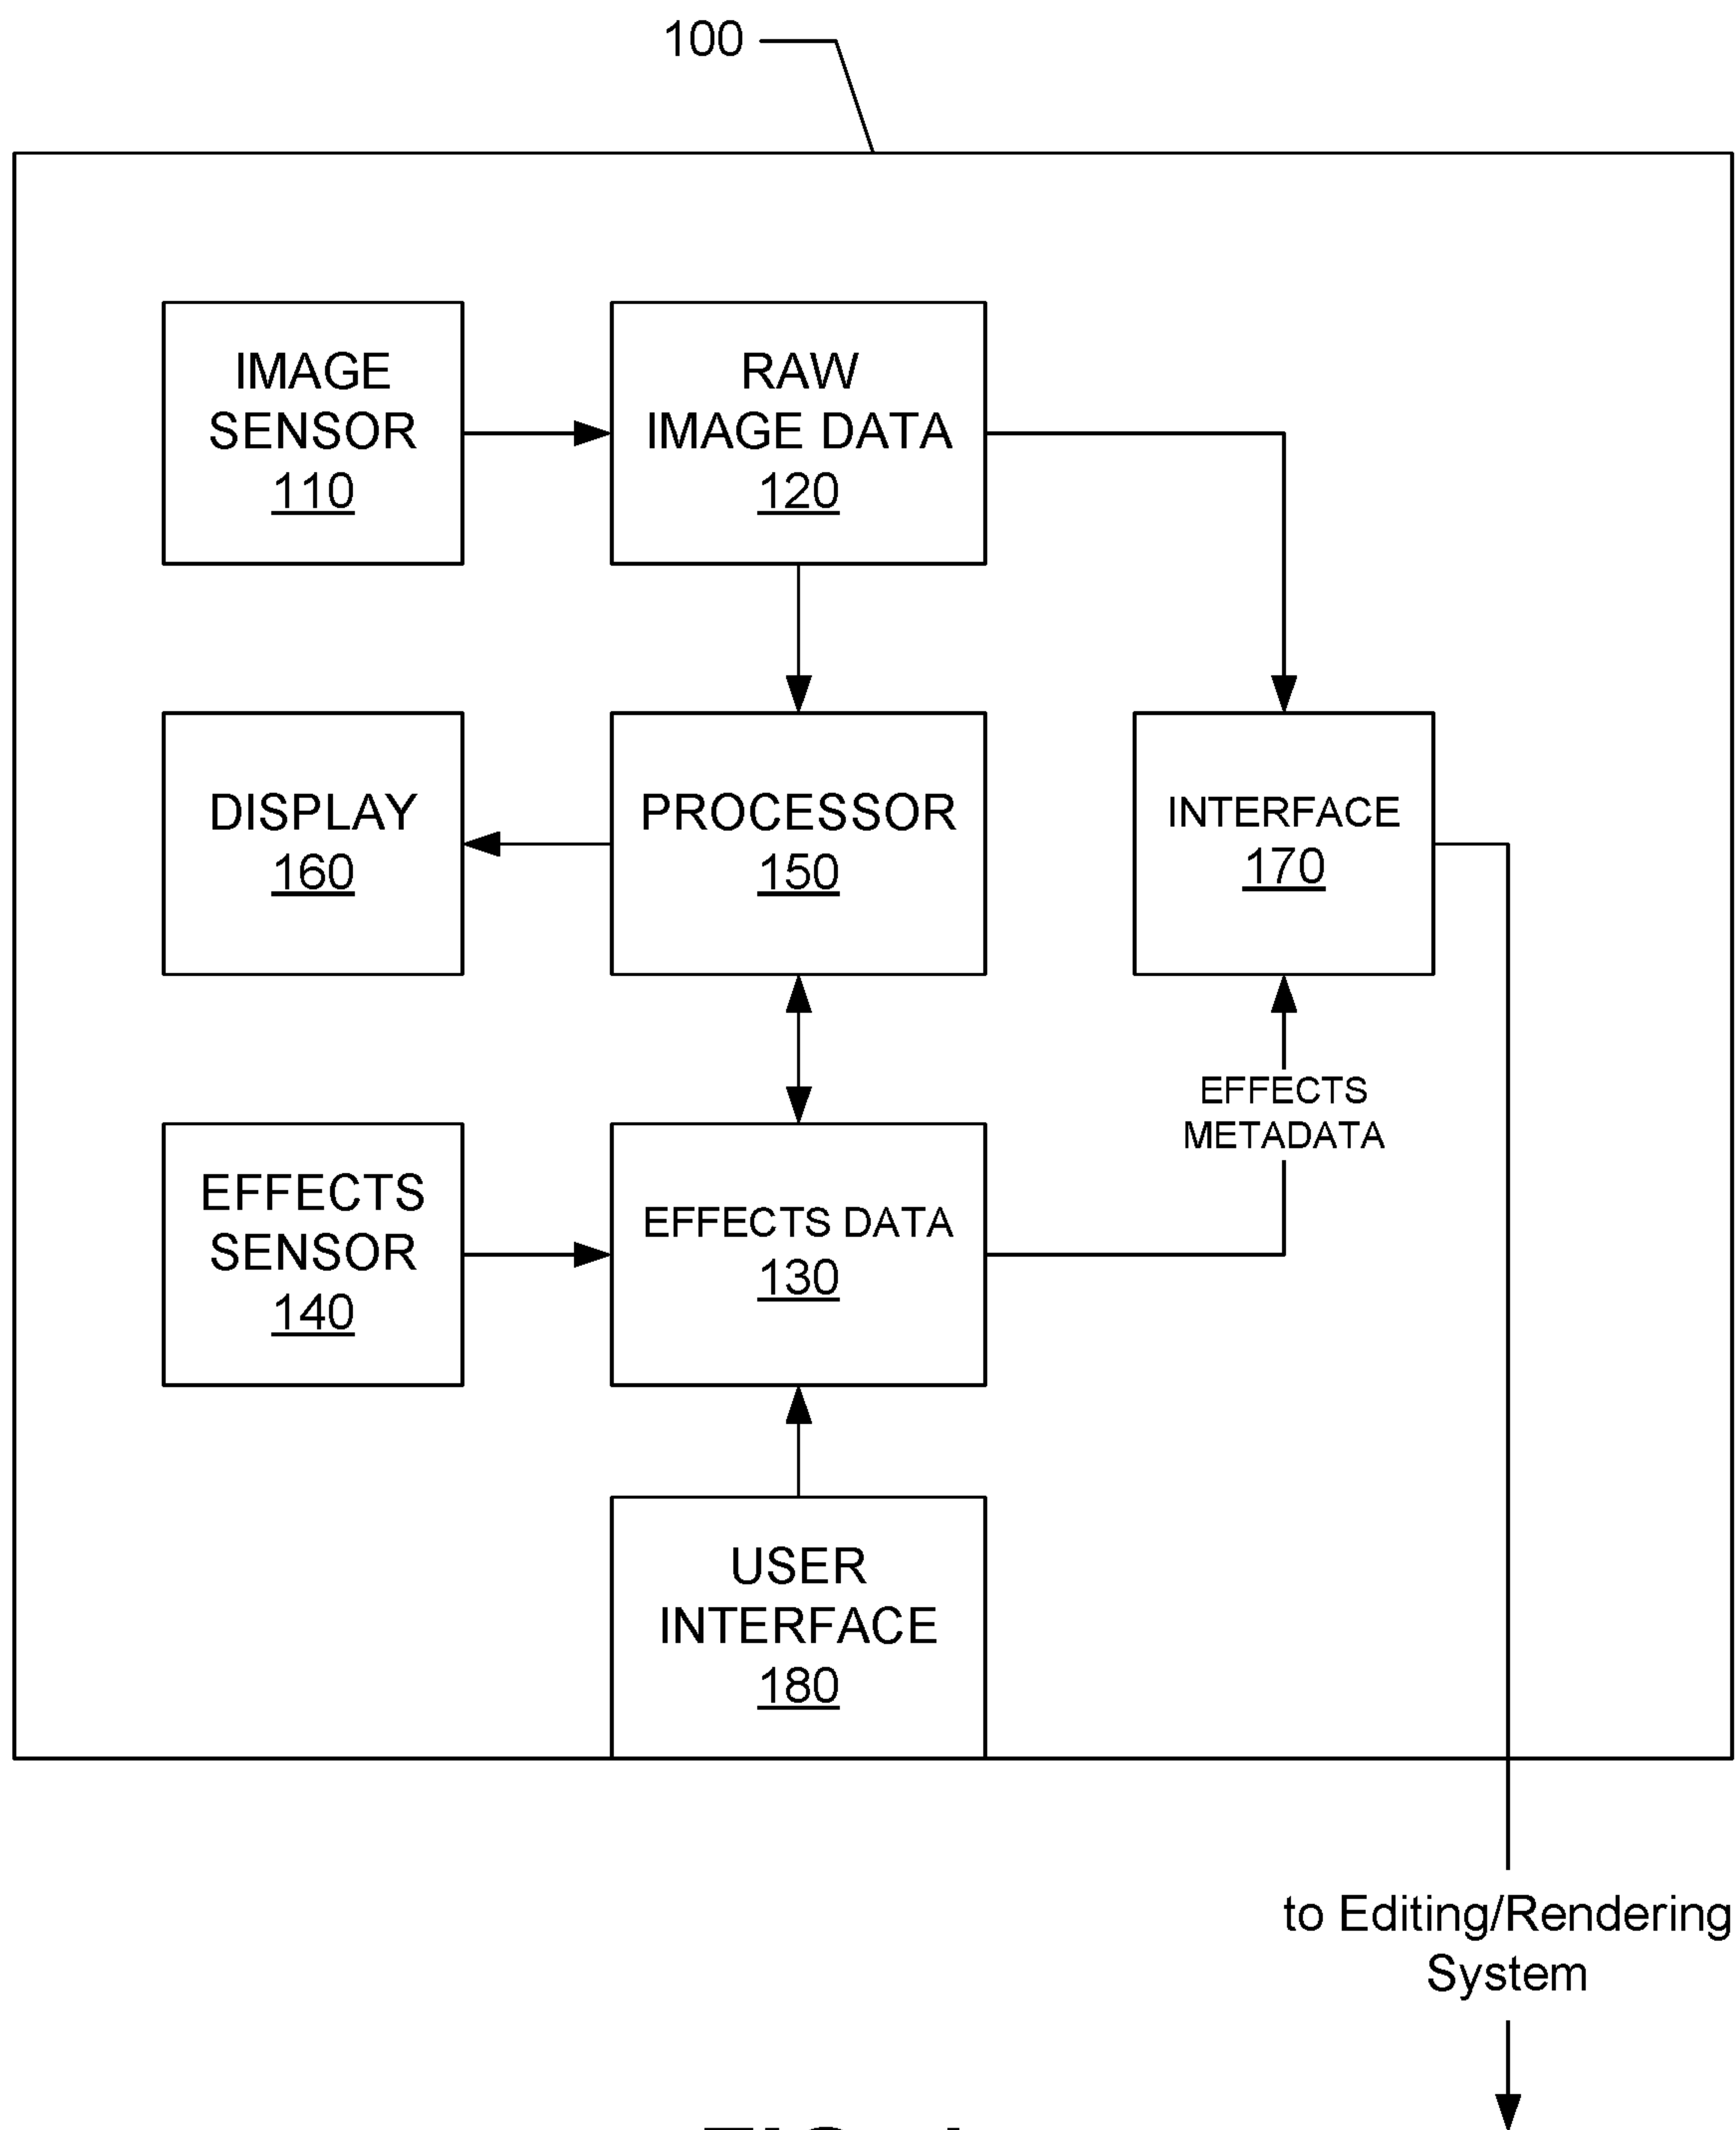 100
IMAGE
SENSOR
110
RAW
IMAGE DATA
120
DISPLAY
160
PROCESSOR
150
INTERFACE
170
EFFECTS
METADATA
EFFECTS
SENSOR
140
EFFECTS DATA
130
USER
INTERFACE
180
to Editing/Rendering
System